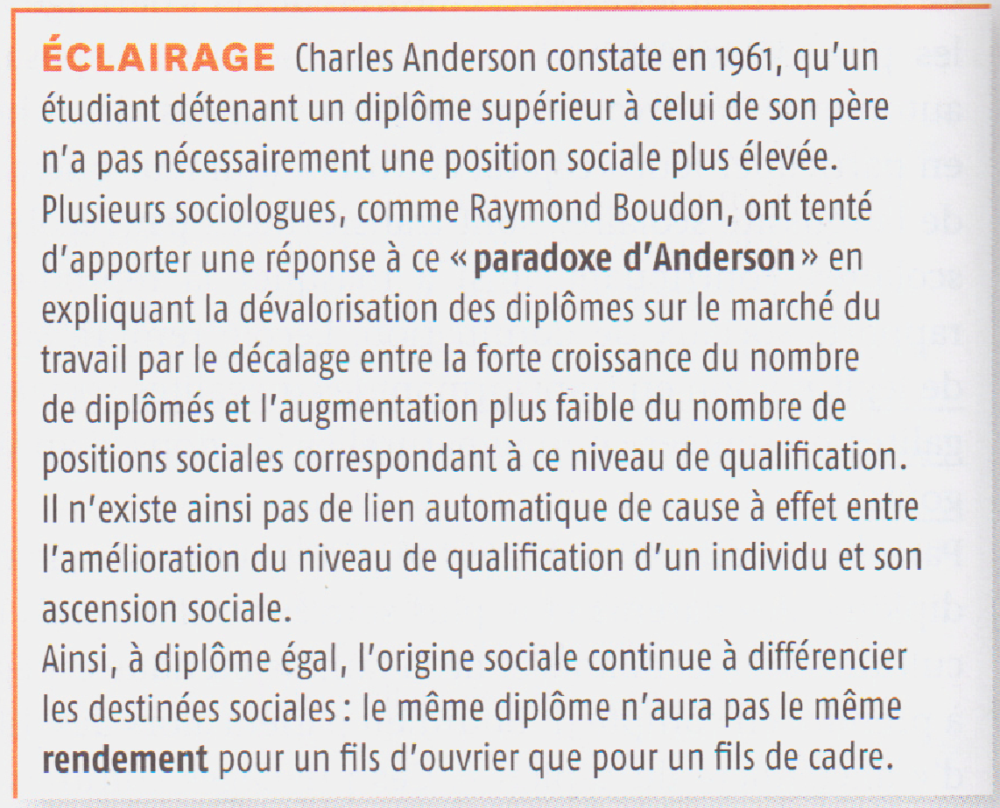 ÉCLAIRAGE Charles Anderson constate en 1961, qu'un
étudiant détenant un diplôme supérieur à celui de son père
n'a pas nécessairement une position sociale plus élevée.
Plusieurs sociologues, comme Raymond Boudon, ont tenté
d'apporter une réponse à ce « paradoxe d'Anderson » en
expliquant la dévalorisation des diplômes sur le marché du
travail par le décalage entre la forte croissance du nombre
de diplômés et l'augmentation plus faible du nombre de
positions sociales correspondant à ce niveau de qualification.
Il n'existe ainsi pas de lien automatique de cause à effet entre
l'amélioration du niveau de qualification d'un individu et son
ascension sociale.
Ainsi, à diplôme égal, l'origine sociale continue à différencier
les destinées sociales : le même diplôme n'aura pas le même
rendement pour un fils d'ouvrier que pour un fils de cadre.